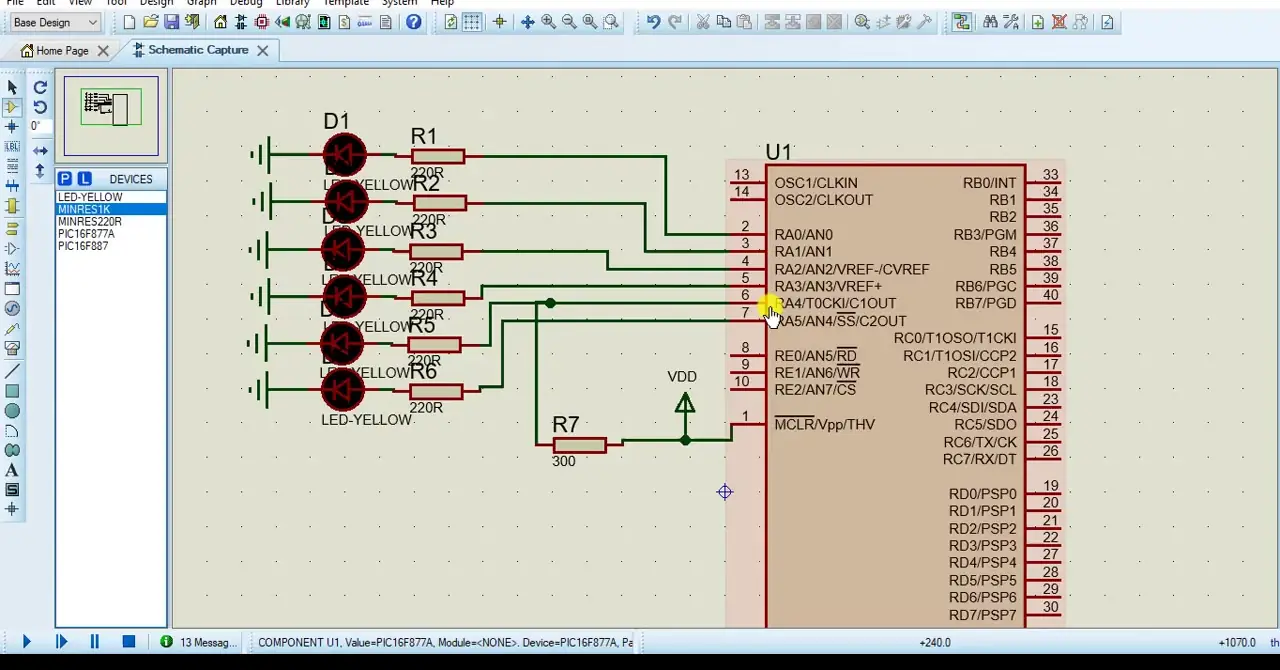 File Edit View Tool Design Graph Debug Library Template System Help
Base Design
Home Page
Schematic Capture
0°
P L DEVICES
LED-YELLOW
MINRES1K
MINRES220R
PIC16F877A
PIC16F887
D1
R1
220R
LED-YELLOW
R2
220R
LED-YELLOW
R3
220R
LED-YELLOW
R4
220R
LED-YELLOW
R5
220R
LED-YELLOW
R6
220R
LED-YELLOW
R7
300
VDD
U1
13 OSC1/CLKIN
14 OSC2/CLKOUT
2 RA0/AN0
3 RA1/AN1
4 RA2/AN2/VREF-/CVREF
5 RA3/AN3/VREF+
6 RA4/T0CKI/C1OUT
7 RA5/AN4/SS/C2OUT
8 RE0/AN5/RD
9 RE1/AN6/WR
10 RE2/AN7/CS
1 MCLR/Vpp/THV
RB0/INT 33
RB1 34
RB2 35
RB3/PGM 36
RB4 37
RB5 38
RB6/PGC 39
RB7/PGD 40
RC0/T1OSO/T1CKI 15
RC1/T1OSI/CCP2 16
RC2/CCP1 17
RC3/SCK/SCL 18
RC4/SDI/SDA 23
RC5/SDO 24
RC6/TX/CK 25
RC7/RX/DT 26
RD0/PSP0 19
RD1/PSP1 20
RD2/PSP2 21
RD3/PSP3 22
RD4/PSP4 27
RD5/PSP5 28
RD6/PSP6 29
RD7/PSP7 30
13 Messag... COMPONENT U1, Value=PIC16F877A, Module=<NONE>. Device=PIC16F877A, Pa +240.0 +1070.0 th